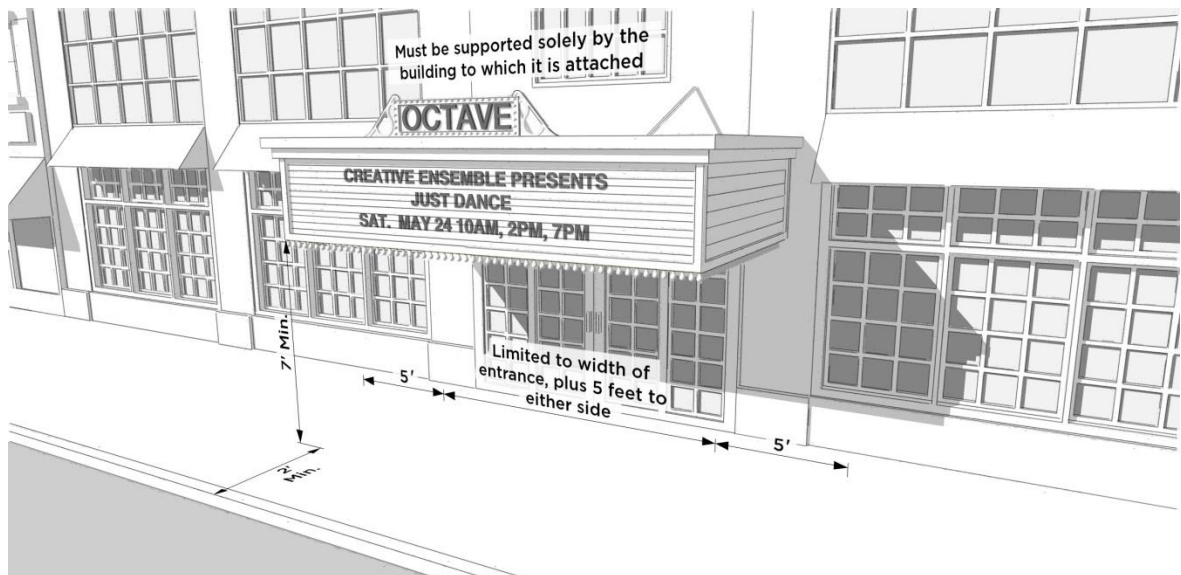 Must be supported solely by the
building to which it is attached
OCTAVE
CREATIVE ENSEMBLE PRESENTS
JUST DANCE
SAT. MAY 24 10AM, 2PM, 7PM
7' Min.
5'
Limited to width of
entrance, plus 5 feet to
either side
5'
2'
Min.